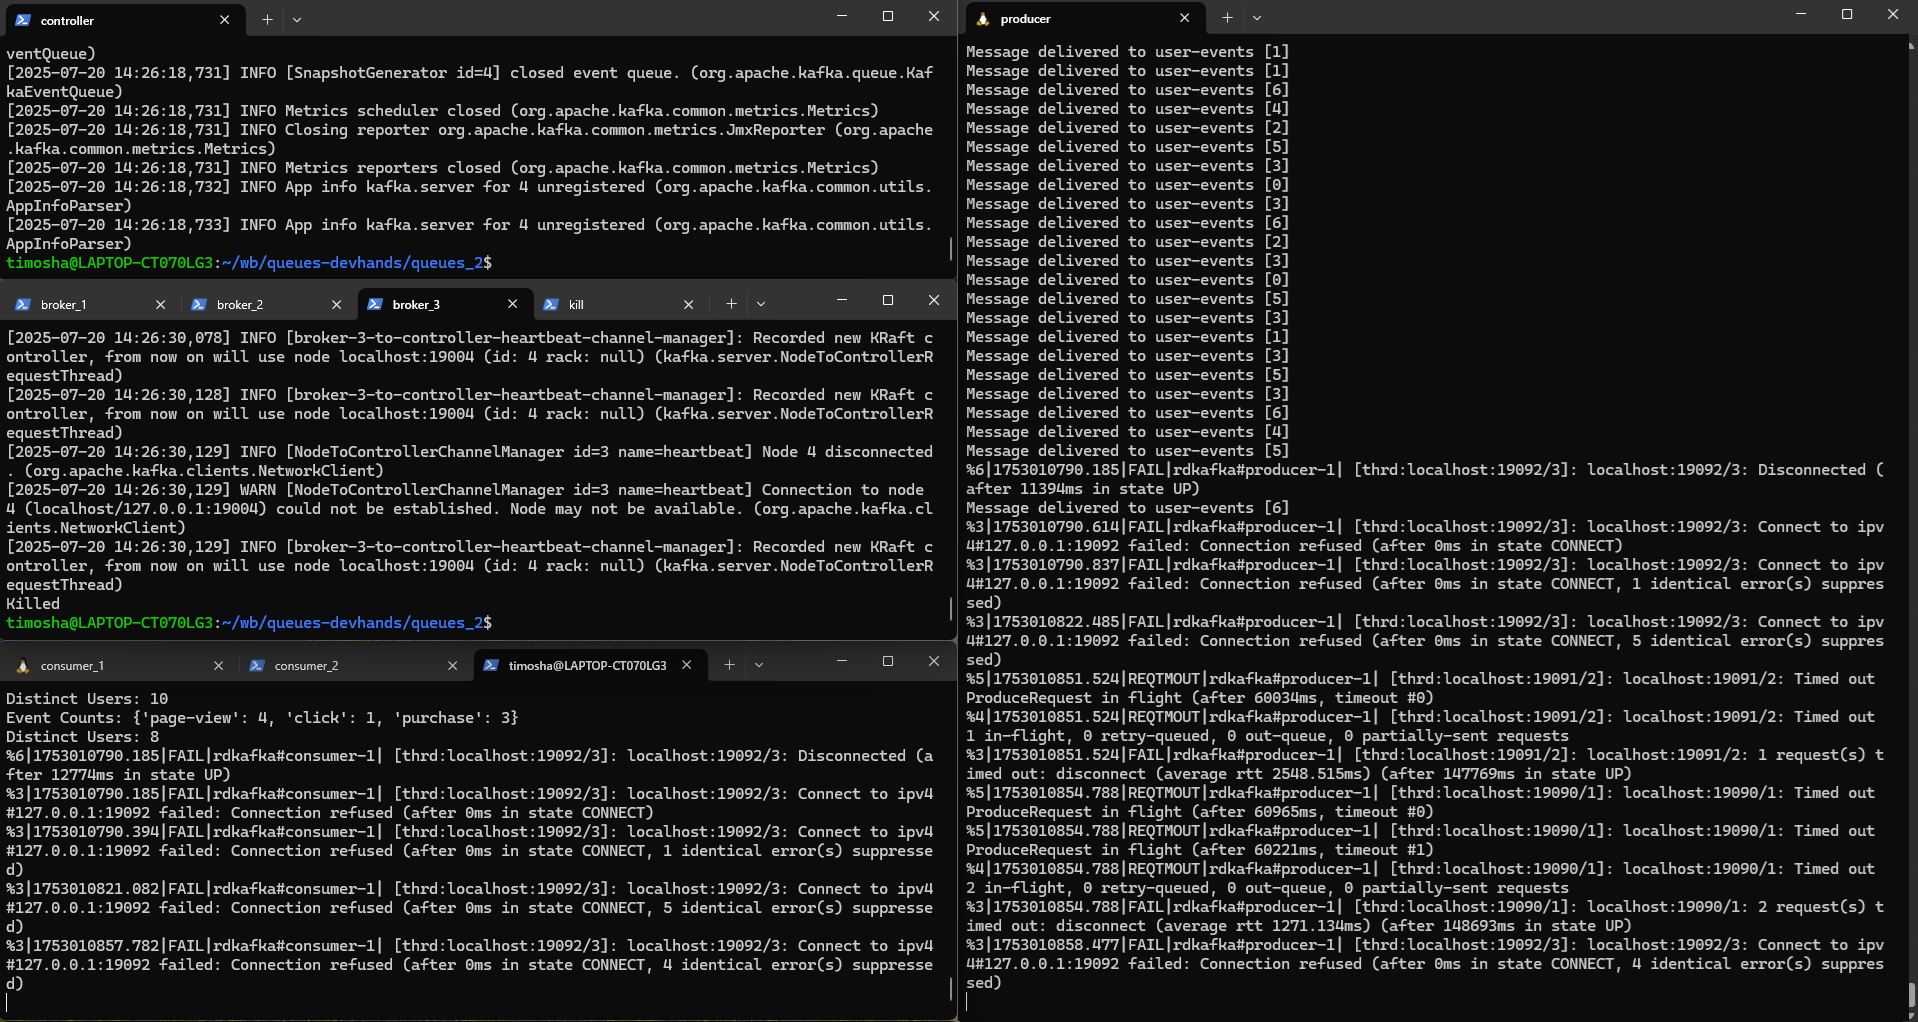 controller
ventQueue)
[2025-07-20 14:26:18,731] INFO [SnapshotGenerator id=4] closed event queue. (org.apache.kafka.queue.Kaf
kaEventQueue)
[2025-07-20 14:26:18,731] INFO Metrics scheduler closed (org.apache.kafka.common.metrics.Metrics)
[2025-07-20 14:26:18,731] INFO Closing reporter org.apache.kafka.common.metrics.JmxReporter (org.apache
.kafka.common.metrics.Metrics)
[2025-07-20 14:26:18,731] INFO Metrics reporters closed (org.apache.kafka.common.metrics.Metrics)
[2025-07-20 14:26:18,732] INFO App info kafka.server for 4 unregistered (org.apache.kafka.common.utils.
AppInfoParser)
[2025-07-20 14:26:18,733] INFO App info kafka.server for 4 unregistered (org.apache.kafka.common.utils.
AppInfoParser)
timosha@LAPTOP-CT070LG3:~/wb/queues-devhands/queues_2$
broker_1 broker_2 broker_3 kill
[2025-07-20 14:26:30,078] INFO [broker-3-to-controller-heartbeat-channel-manager]: Recorded new KRaft c
ontroller, from now on will use node localhost:19004 (id: 4 rack: null) (kafka.server.NodeToControllerR
equestThread)
[2025-07-20 14:26:30,128] INFO [broker-3-to-controller-heartbeat-channel-manager]: Recorded new KRaft c
ontroller, from now on will use node localhost:19004 (id: 4 rack: null) (kafka.server.NodeToControllerR
equestThread)
[2025-07-20 14:26:30,129] INFO [NodeToControllerChannelManager id=3 name=heartbeat] Node 4 disconnected
. (org.apache.kafka.clients.NetworkClient)
[2025-07-20 14:26:30,129] WARN [NodeToControllerChannelManager id=3 name=heartbeat] Connection to node
4 (localhost/127.0.0.1:19004) could not be established. Node may not be available. (org.apache.kafka.cl
ients.NetworkClient)
[2025-07-20 14:26:30,129] INFO [broker-3-to-controller-heartbeat-channel-manager]: Recorded new KRaft c
ontroller, from now on will use node localhost:19004 (id: 4 rack: null) (kafka.server.NodeToControllerR
equestThread)
Killed
timosha@LAPTOP-CT070LG3:~/wb/queues-devhands/queues_2$
consumer_1 consumer_2 timosha@LAPTOP-CT070LG3
Distinct Users: 10
Event Counts: {'page-view': 4, 'click': 1, 'purchase': 3}
Distinct Users: 8
%6|1753010790.185|FAIL|rdkafka#consumer-1| [thrd:localhost:19092/3]: localhost:19092/3: Disconnected (a
fter 12774ms in state UP)
%3|1753010790.185|FAIL|rdkafka#consumer-1| [thrd:localhost:19092/3]: localhost:19092/3: Connect to ipv4
#127.0.0.1:19092 failed: Connection refused (after 0ms in state CONNECT)
%3|1753010790.394|FAIL|rdkafka#consumer-1| [thrd:localhost:19092/3]: localhost:19092/3: Connect to ipv4
#127.0.0.1:19092 failed: Connection refused (after 0ms in state CONNECT, 1 identical error(s) suppresse
d)
%3|1753010821.082|FAIL|rdkafka#consumer-1| [thrd:localhost:19092/3]: localhost:19092/3: Connect to ipv4
#127.0.0.1:19092 failed: Connection refused (after 0ms in state CONNECT, 5 identical error(s) suppresse
d)
%3|1753010857.782|FAIL|rdkafka#consumer-1| [thrd:localhost:19092/3]: localhost:19092/3: Connect to ipv4
#127.0.0.1:19092 failed: Connection refused (after 0ms in state CONNECT, 4 identical error(s) suppresse
d)
producer
Message delivered to user-events [1]
Message delivered to user-events [1]
Message delivered to user-events [6]
Message delivered to user-events [4]
Message delivered to user-events [2]
Message delivered to user-events [5]
Message delivered to user-events [3]
Message delivered to user-events [0]
Message delivered to user-events [3]
Message delivered to user-events [6]
Message delivered to user-events [2]
Message delivered to user-events [3]
Message delivered to user-events [0]
Message delivered to user-events [5]
Message delivered to user-events [3]
Message delivered to user-events [1]
Message delivered to user-events [3]
Message delivered to user-events [5]
Message delivered to user-events [3]
Message delivered to user-events [6]
Message delivered to user-events [4]
Message delivered to user-events [5]
%6|1753010790.185|FAIL|rdkafka#producer-1| [thrd:localhost:19092/3]: localhost:19092/3: Disconnected (
after 11394ms in state UP)
Message delivered to user-events [6]
%3|1753010790.614|FAIL|rdkafka#producer-1| [thrd:localhost:19092/3]: localhost:19092/3: Connect to ipv
4#127.0.0.1:19092 failed: Connection refused (after 0ms in state CONNECT)
%3|1753010790.837|FAIL|rdkafka#producer-1| [thrd:localhost:19092/3]: localhost:19092/3: Connect to ipv
4#127.0.0.1:19092 failed: Connection refused (after 0ms in state CONNECT, 1 identical error(s) suppres
sed)
%3|1753010822.485|FAIL|rdkafka#producer-1| [thrd:localhost:19092/3]: localhost:19092/3: Connect to ipv
4#127.0.0.1:19092 failed: Connection refused (after 0ms in state CONNECT, 5 identical error(s) suppres
sed)
%5|1753010851.524|REQTMOUT|rdkafka#producer-1| [thrd:localhost:19091/2]: localhost:19091/2: Timed out
ProduceRequest in flight (after 60034ms, timeout #0)
%4|1753010851.524|REQTMOUT|rdkafka#producer-1| [thrd:localhost:19091/2]: localhost:19091/2: Timed out
1 in-flight, 0 retry-queued, 0 out-queue, 0 partially-sent requests
%3|1753010851.524|FAIL|rdkafka#producer-1| [thrd:localhost:19091/2]: localhost:19091/2: 1 request(s) t
imed out: disconnect (average rtt 2548.515ms) (after 147769ms in state UP)
%5|1753010854.788|REQTMOUT|rdkafka#producer-1| [thrd:localhost:19090/1]: localhost:19090/1: Timed out
ProduceRequest in flight (after 60965ms, timeout #0)
%5|1753010854.788|REQTMOUT|rdkafka#producer-1| [thrd:localhost:19090/1]: localhost:19090/1: Timed out
ProduceRequest in flight (after 60221ms, timeout #1)
%4|1753010854.788|REQTMOUT|rdkafka#producer-1| [thrd:localhost:19090/1]: localhost:19090/1: Timed out
2 in-flight, 0 retry-queued, 0 out-queue, 0 partially-sent requests
%3|1753010854.788|FAIL|rdkafka#producer-1| [thrd:localhost:19090/1]: localhost:19090/1: 2 request(s) t
imed out: disconnect (average rtt 1271.134ms) (after 148693ms in state UP)
%3|1753010858.477|FAIL|rdkafka#producer-1| [thrd:localhost:19092/3]: localhost:19092/3: Connect to ipv
4#127.0.0.1:19092 failed: Connection refused (after 0ms in state CONNECT, 4 identical error(s) suppres
sed)